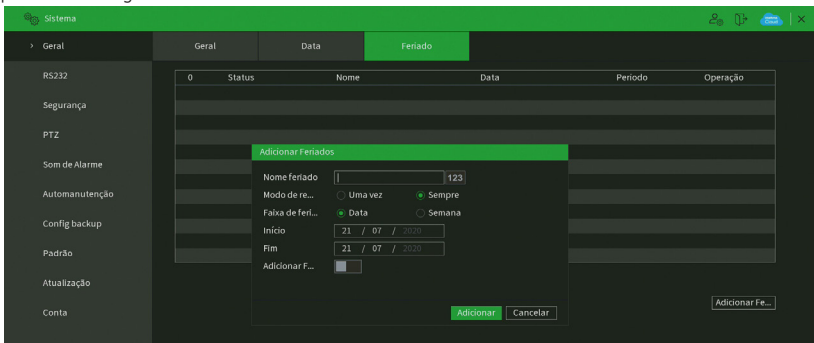 Sistema
Geral
Geral Data Feriado
RS232
Segurança
PTZ
Som de Alarme
Automanutenção
Config backup
Padrão
Atualização
Conta
0 Status Nome Data Período Operação
Adicionar Feriados
Nome feriado 123
Modo de re... Uma vez Sempre
Faixa de feri... Data Semana
Início 21 / 07 / 2020
Fim 21 / 07 / 2020
Adicionar F...
Adicionar Cancelar
Adicionar Fe...